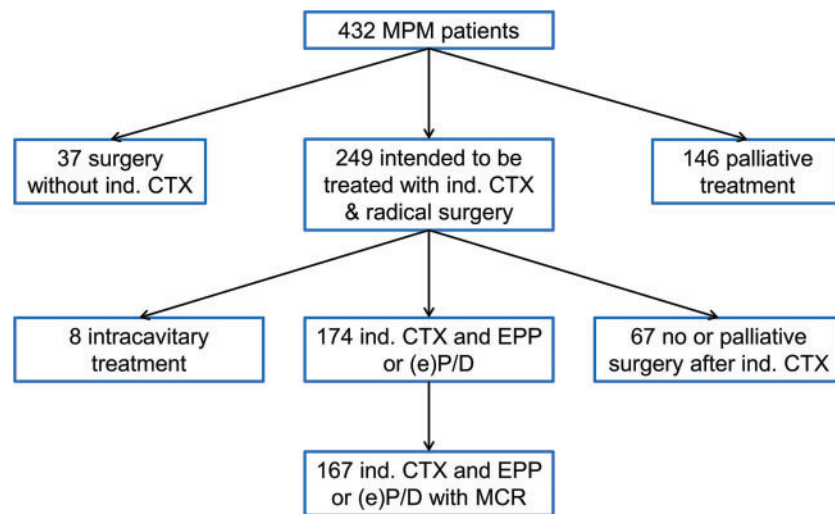 432 MPM patients
37 surgery
without ind. CTX
249 intended to be
treated with ind. CTX
& radical surgery
146 palliative
treatment
8 intracavitary
treatment
174 ind. CTX and EPP
or (e)P/D
67 no or palliative
surgery after ind. CTX
167 ind. CTX and EPP
or (e)P/D with MCR